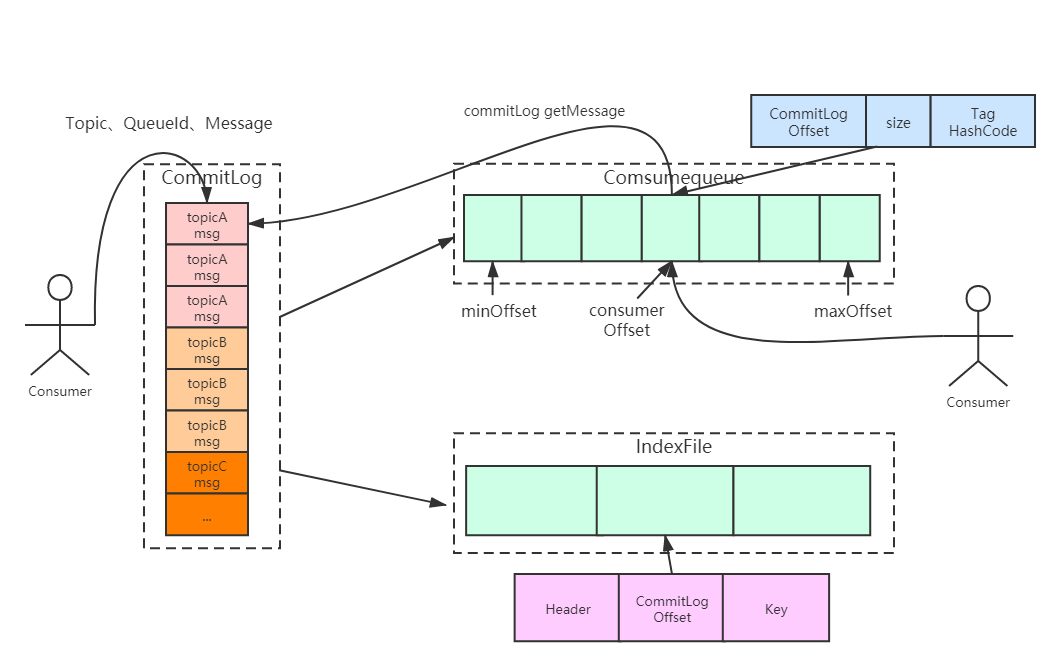 Topic、QueueId、Message
commitLog getMessage
CommitLog
Offset
size
Tag
HashCode
CommitLog
topicA
msg
topicA
msg
topicA
msg
topicB
msg
topicB
msg
topicB
msg
topicC
msg
...
Consumer
Comsumequeue
minOffset
consumer
Offset
maxOffset
Consumer
IndexFile
Header
CommitLog
Offset
Key